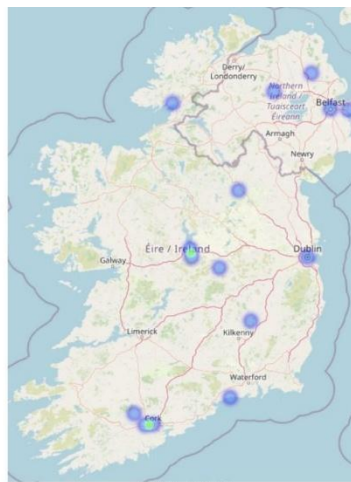 Derry/
Londonderry
Northern
Ireland /
Tuaisceart
Éireann
Belfast
Armagh
Newry
Éire / Ireland
Galway
Dublin
Limerick
Kilkenny
Waterford
Cork